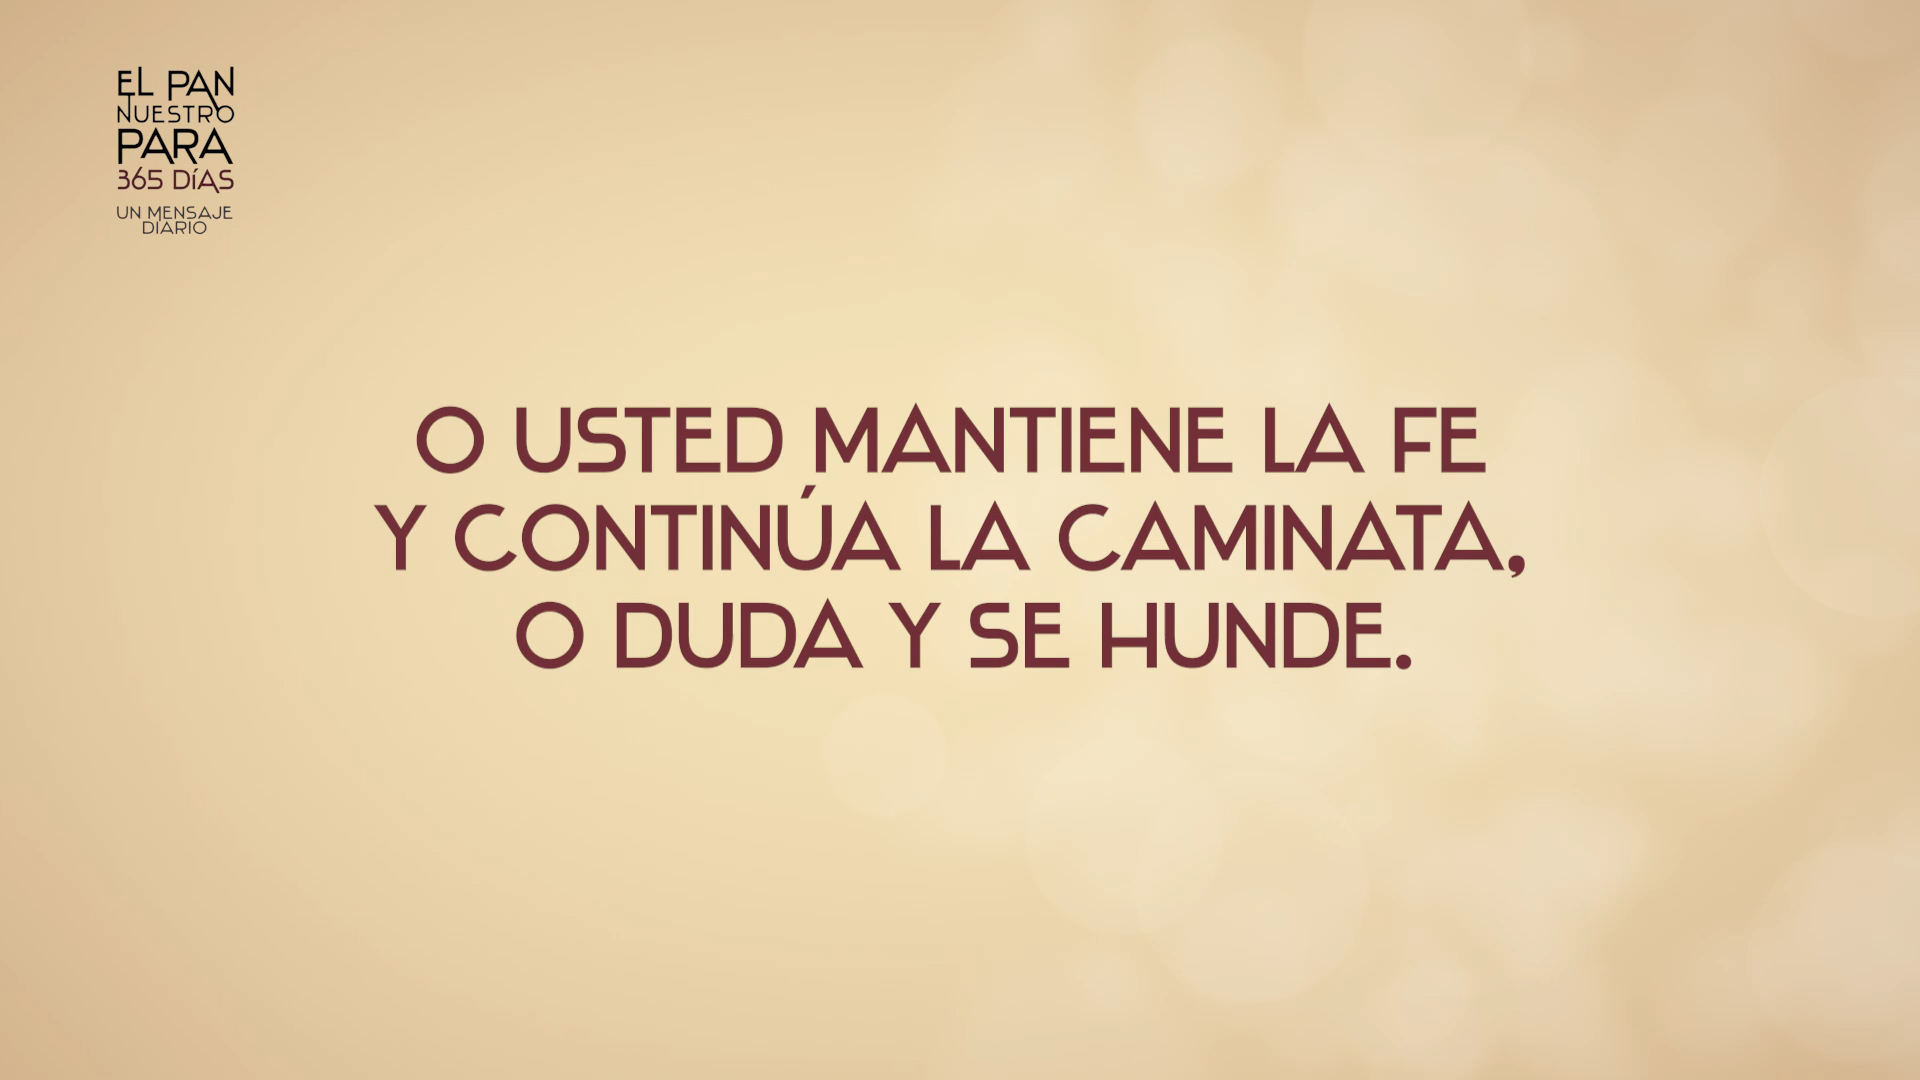 EL PAN
NUESTRO
PARA
365 DÍAS
UN MENSAJE
DIARIO
O USTED MANTIENE LA FE
Y CONTINÚA LA CAMINATA,
O DUDA Y SE HUNDE.